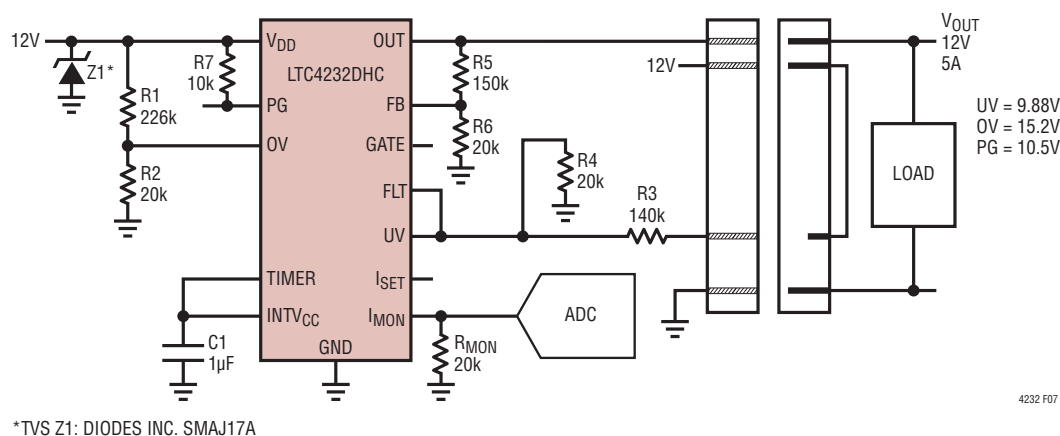 12V
Z1*
R1
226k
R2
20k
R7
10k
VDD
PG
OV
TIMER
INTVCC
C1
1µF
LTC4232DHC
GND
OUT
FB
GATE
FLT
UV
ISET
IMON
R5
150k
R6
20k
R4
20k
R3
140k
RMON
20k
ADC
12V
VOUT
12V
5A
LOAD
UV = 9.88V
OV = 15.2V
PG = 10.5V
4232 F07
*TVS Z1: DIODES INC. SMAJ17A